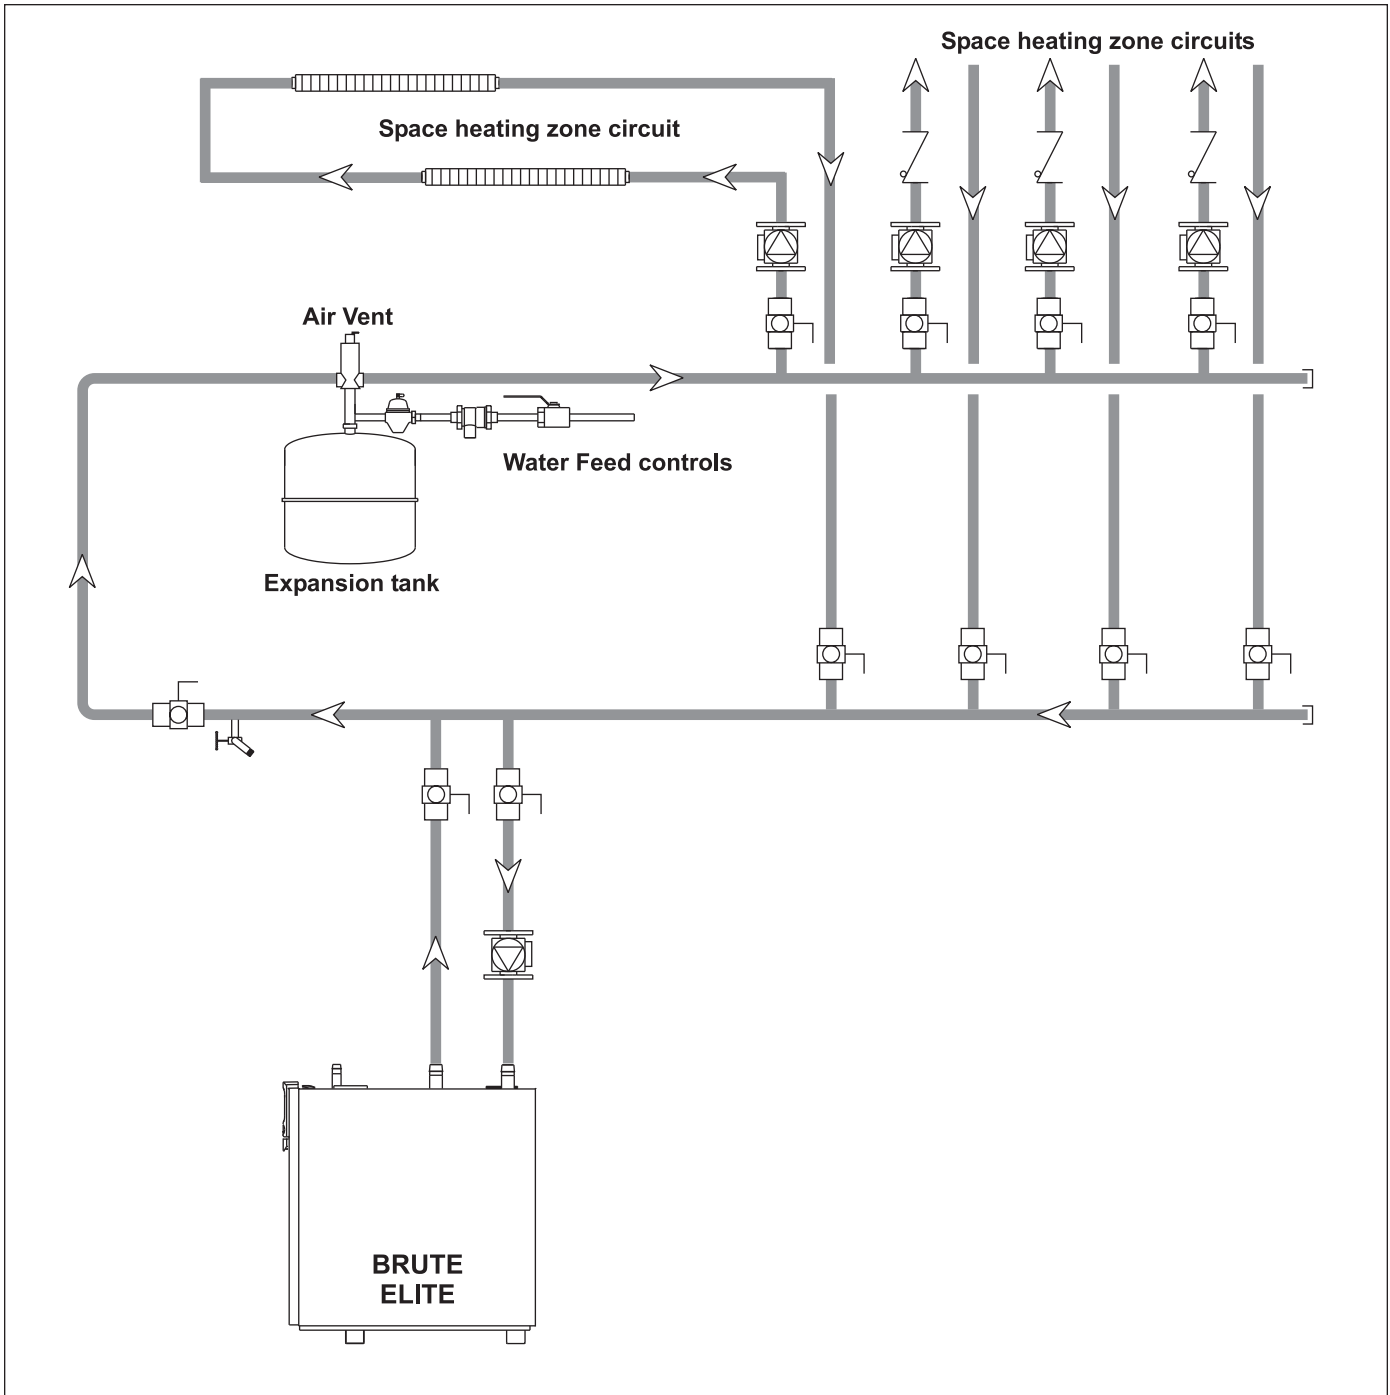 Space heating zone circuits
Space heating zone circuit
Air Vent
Water Feed controls
Expansion tank
BRUTE
ELITE